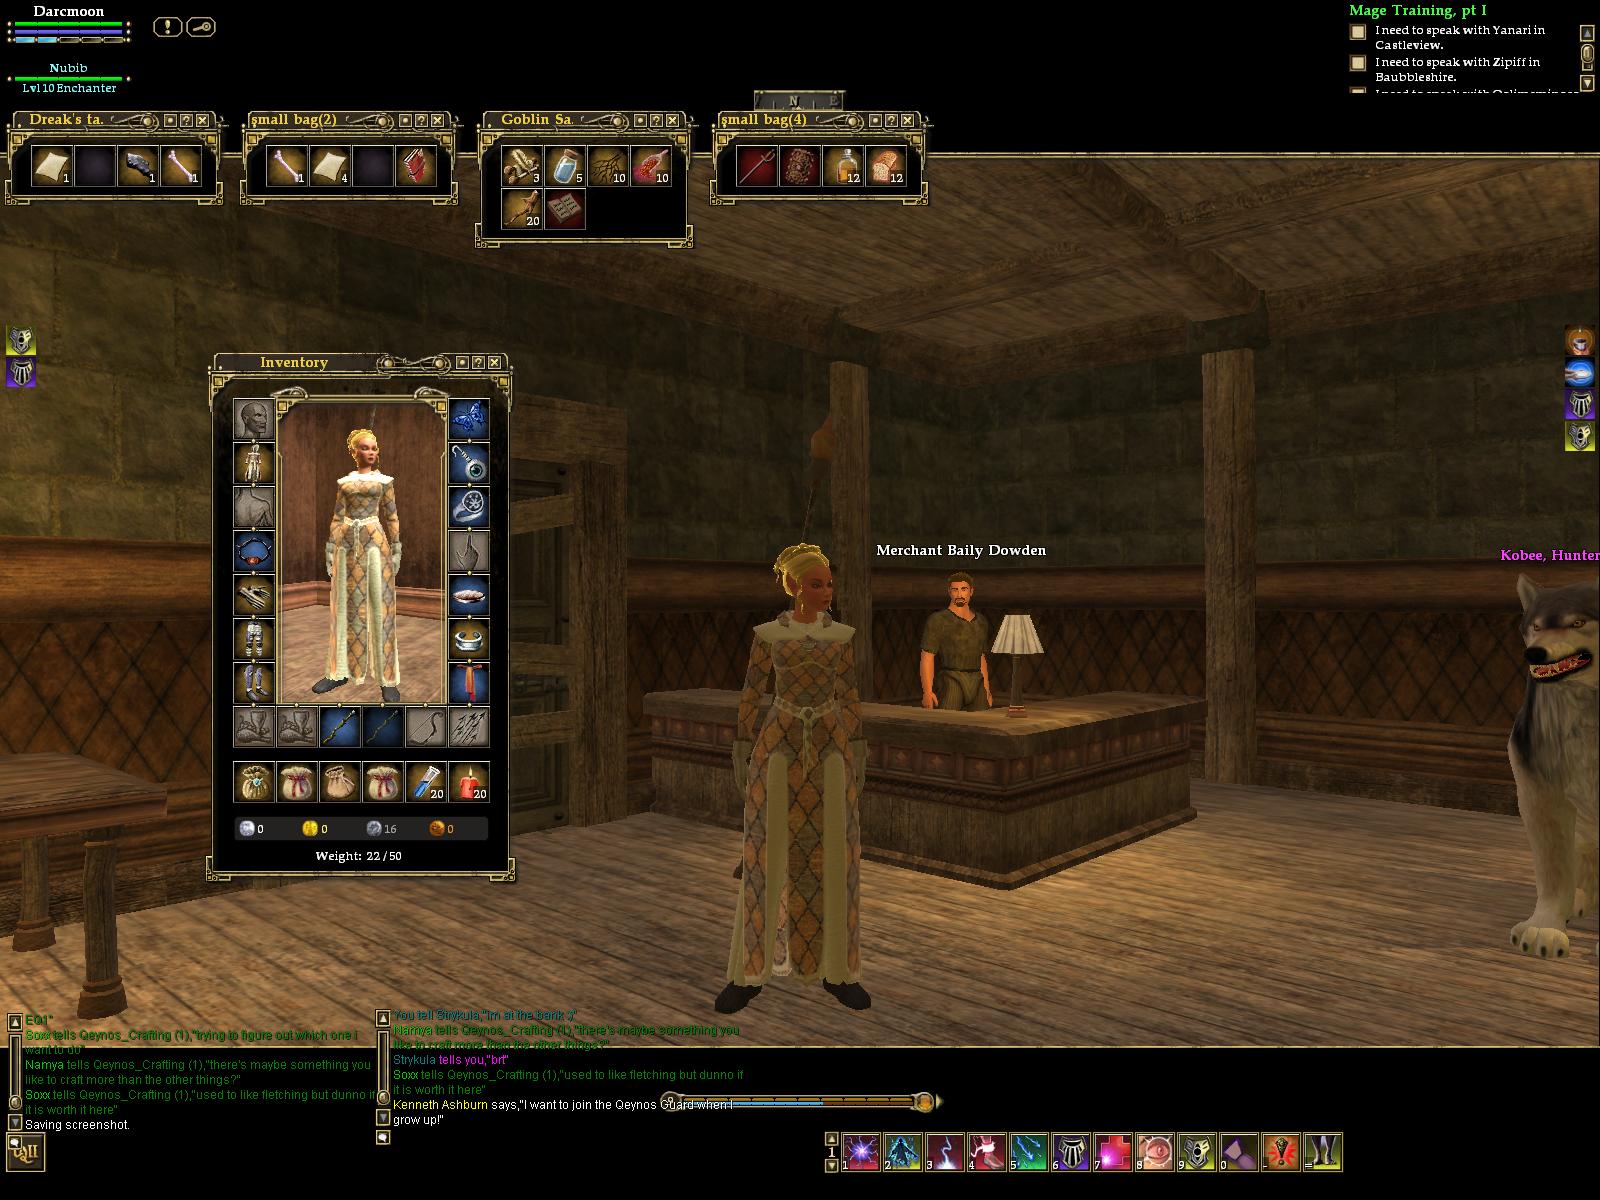 Darcmoon
Nubib
Lvl 10 Enchanter
Mage Training, pt I
I need to speak with Yanari in
Castleview.
I need to speak with Zipiff in
Baubbleshire.
N E
Dreak's ta.
small bag(2)
Goblin Sa.
small bag(4)
1
1
1
1
4
3
5
10
10
20
12
12
Inventory
20
20
0
0
16
0
Weight: 22/50
Merchant Baily Dowden
Kobee, Hunter
EQ1"
Soxx tells Qeynos_Crafting (1),"trying to figure out which one i
want to do"
Namya tells Qeynos_Crafting (1),"there's maybe something you
like to craft more than the other things?"
Soxx tells Qeynos_Crafting (1),"used to like fletching but dunno if
it is worth it here"
Saving screenshot.
You tell Strykula,"im at the bank ;)"
Namya tells Qeynos_Crafting (1),"there's maybe something you
like to craft more than the other things?"
Strykula tells you,"brt"
Soxx tells Qeynos_Crafting (1),"used to like fletching but dunno if
it is worth it here"
Kenneth Ashburn says,"I want to join the Qeynos Guard when I
grow up!"
EQII
1
1 2 3 4 5 6 7 8 9 0 - =